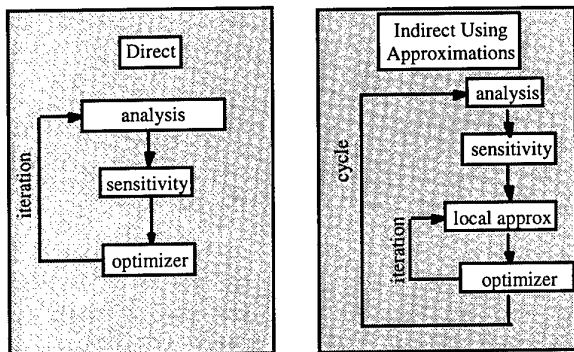 Direct
analysis
sensitivity
optimizer
iteration
Indirect Using
Approximations
analysis
sensitivity
local approx
optimizer
cycle
iteration